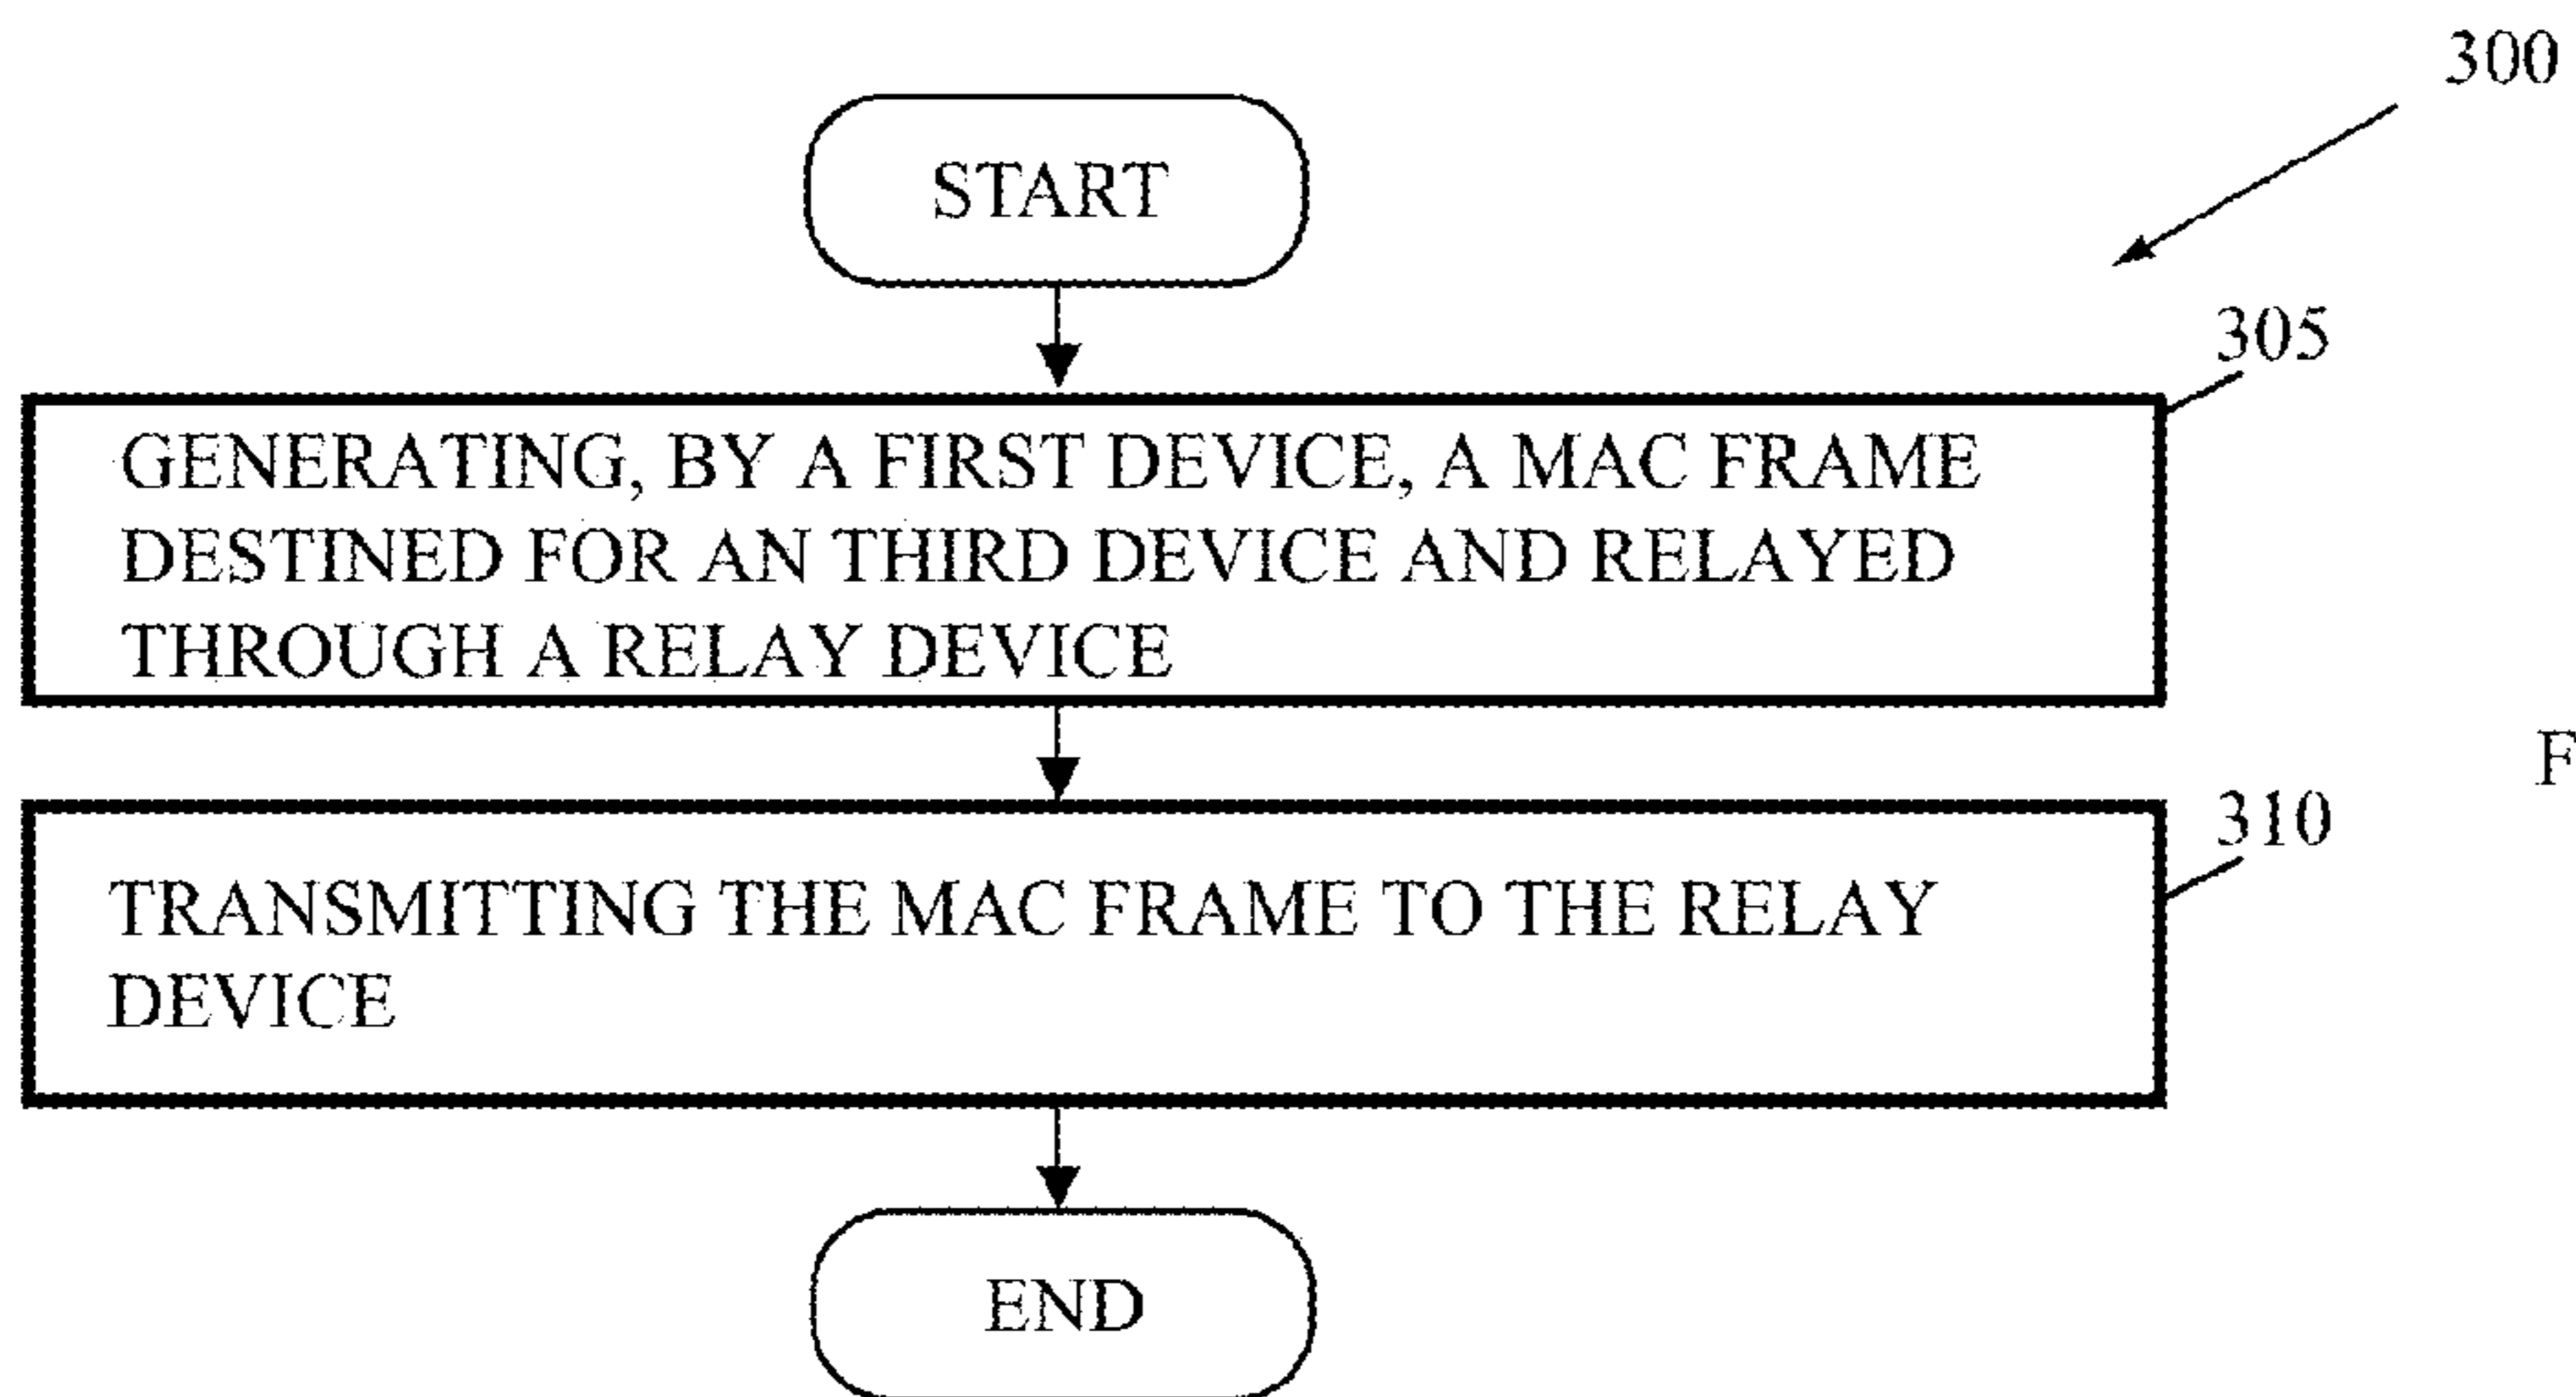 300
START
305
GENERATING, BY A FIRST DEVICE, A MAC FRAME
DESTINED FOR AN THIRD DEVICE AND RELAYED
THROUGH A RELAY DEVICE
F
310
TRANSMITTING THE MAC FRAME TO THE RELAY
DEVICE
END